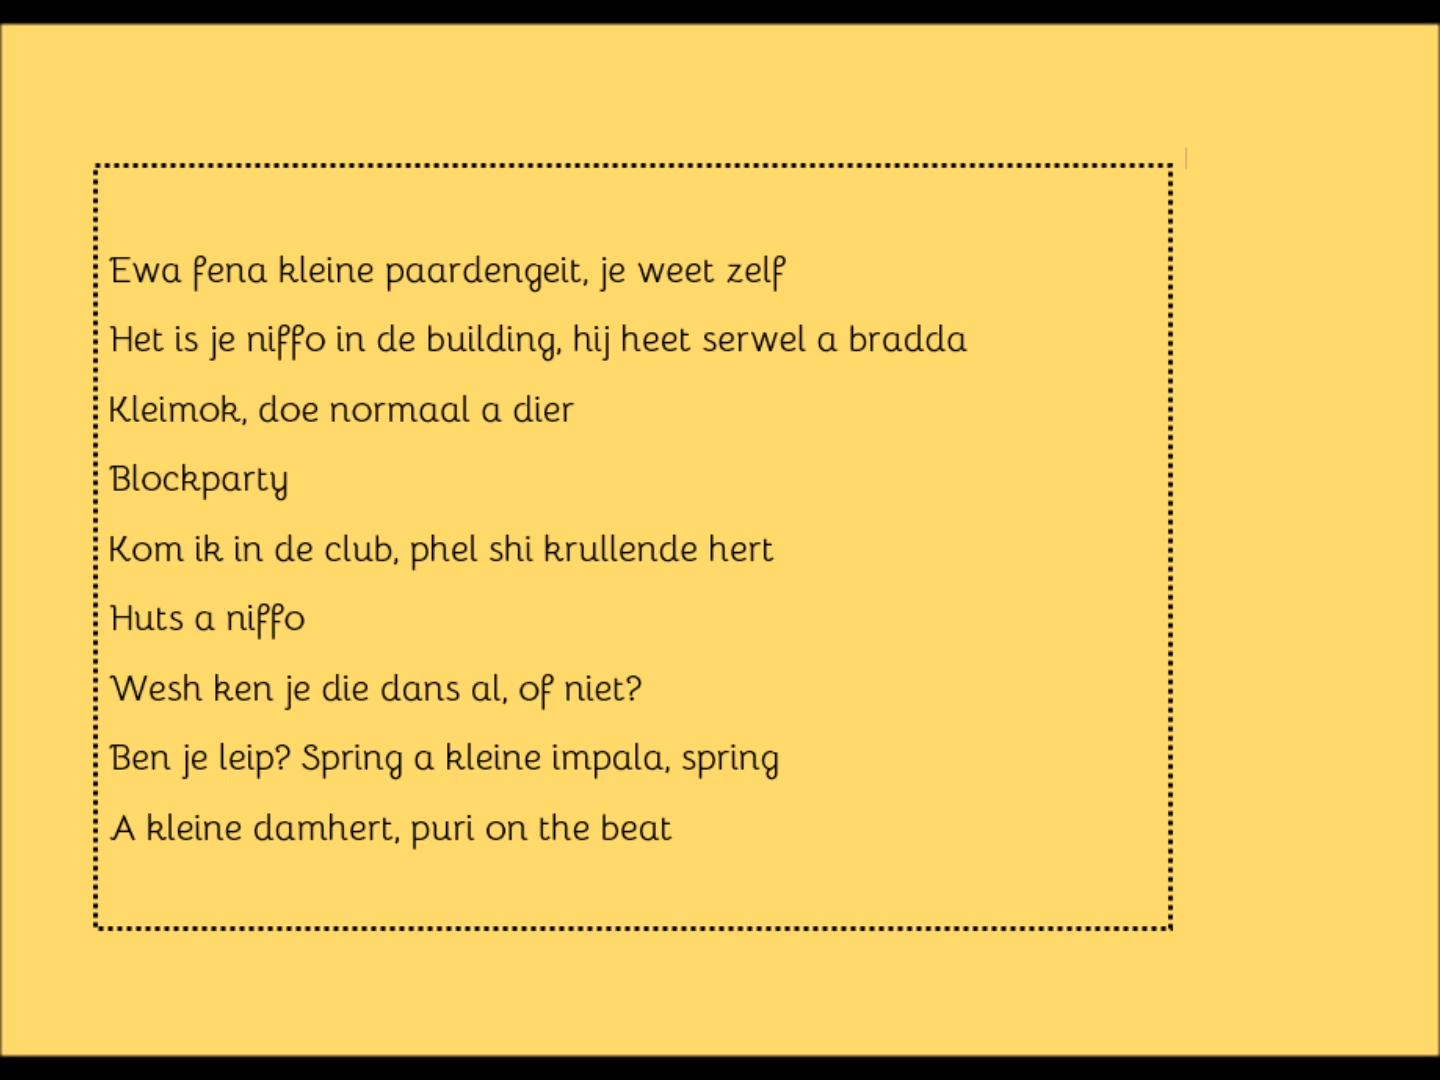 Ewa fena kleine paardengeit, je weet zelf
Het is je niffo in de building, hij heet serwel a bradda
Kleimok, doe normaal a dier
Blockparty
Kom ik in de club, phel shi krullende hert
Huts a niffo
Wesh ken je die dans al, of niet?
Ben je leip? Spring a kleine impala, spring
A kleine damhert, puri on the beat